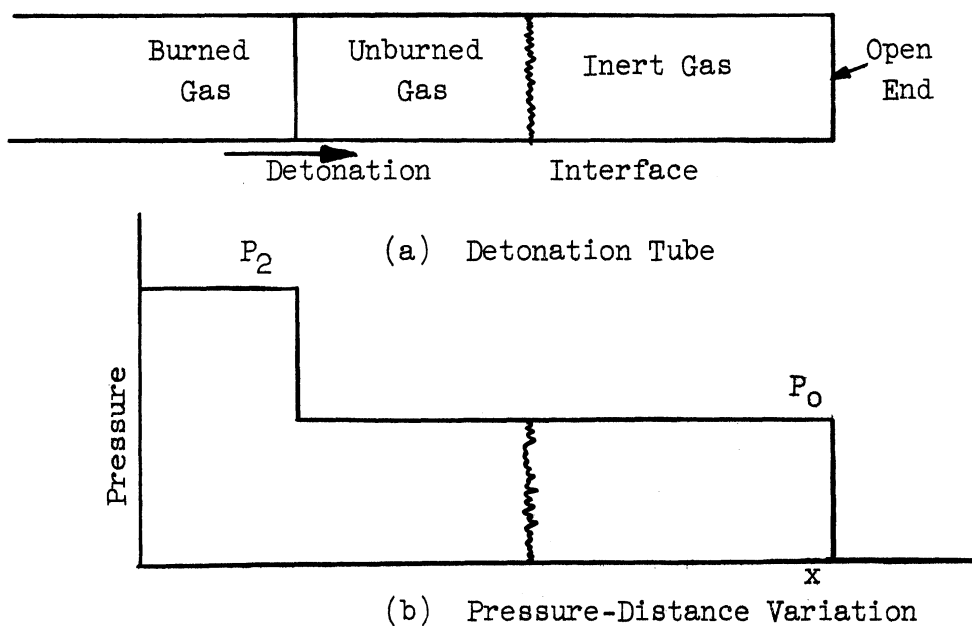 Burned Gas
Unburned Gas
Inert Gas
Open End
Detonation
Interface
(a) Detonation Tube
P2
Po
Pressure
x
(b) Pressure-Distance Variation